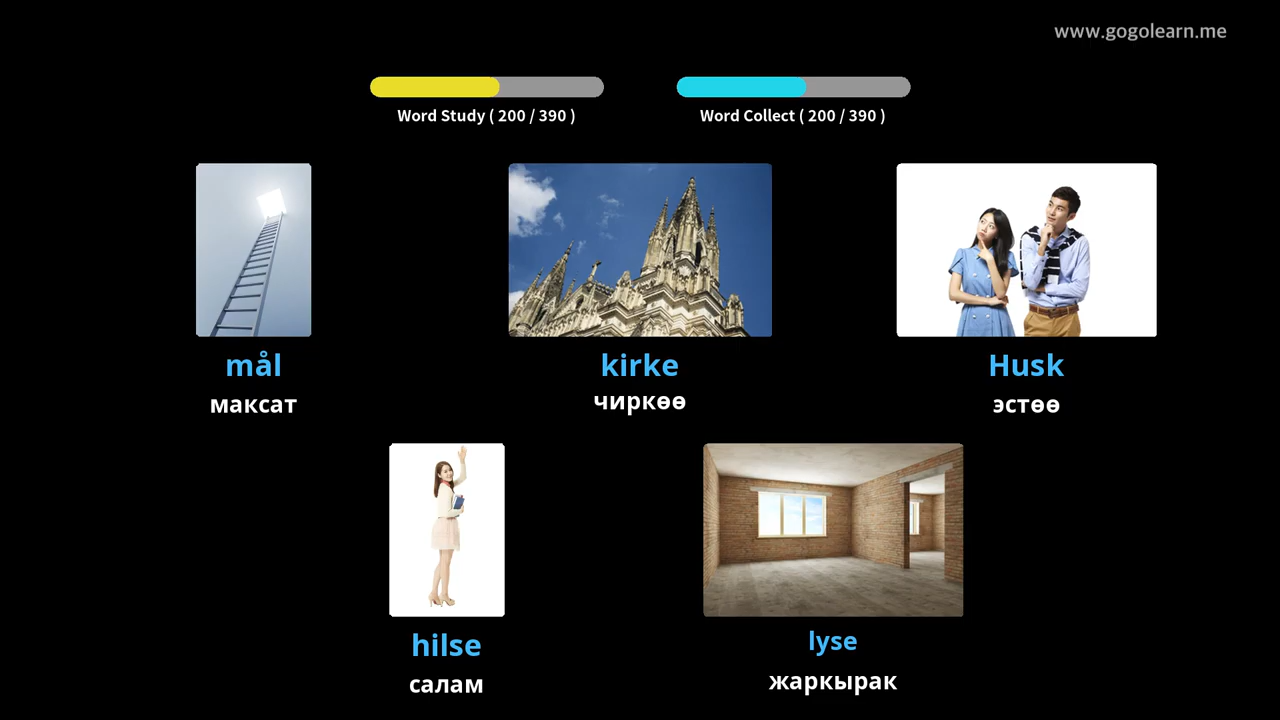 www.gogolearn.me
Word Study ( 200 / 390 )
Word Collect ( 200 / 390 )
mål
максат
kirke
чиркөө
Husk
эстөө
hilse
салам
lyse
жаркырак